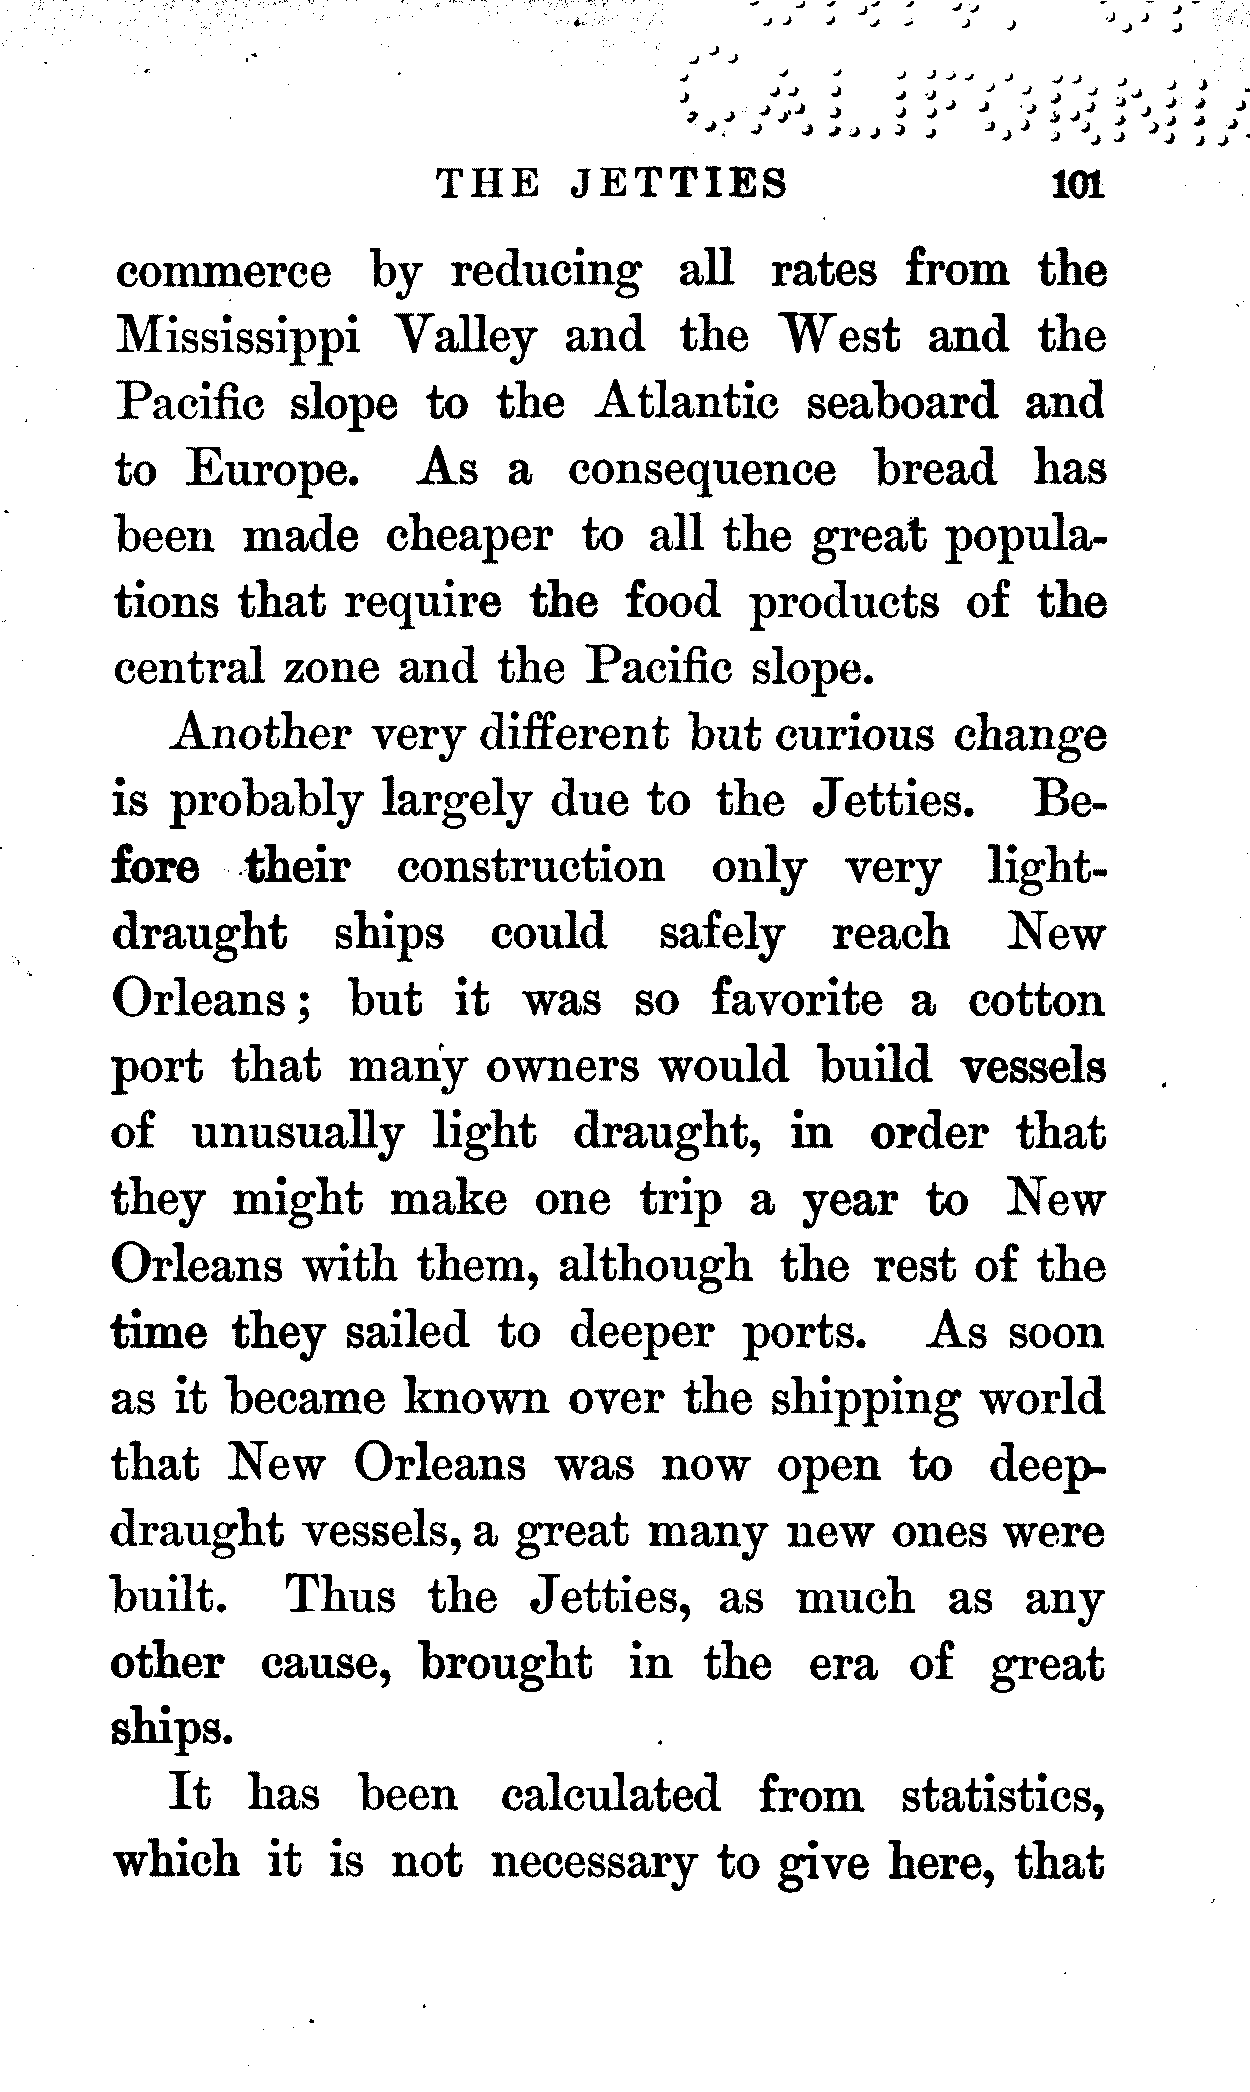 CALIFORNIA
THE JETTIES 101
commerce by reducing all rates from the
Mississippi Valley and the West and the
Pacific slope to the Atlantic seaboard and
to Europe. As a consequence bread has
been made cheaper to all the great popula-
tions that require the food products of the
central zone and the Pacific slope.
Another very different but curious change
is probably largely due to the Jetties. Be-
fore their construction only very light-
draught ships could safely reach New
Orleans; but it was so favorite a cotton
port that many owners would build vessels
of unusually light draught, in order that
they might make one trip a year to New
Orleans with them, although the rest of the
time they sailed to deeper ports. As soon
as it became known over the shipping world
that New Orleans was now open to deep-
draught vessels, a great many new ones were
built. Thus the Jetties, as much as any
other cause, brought in the era of great
ships.
It has been calculated from statistics,
which it is not necessary to give here, that